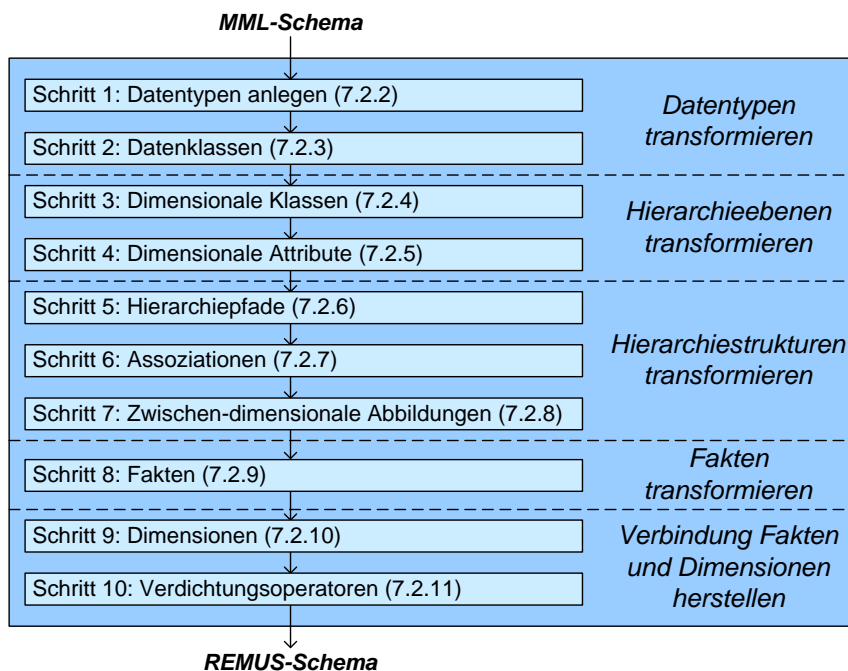 MML-Schema
Schritt 1: Datentypen anlegen (7.2.2)
Schritt 2: Datenklassen (7.2.3)
Datentypen
transformieren
Schritt 3: Dimensionale Klassen (7.2.4)
Schritt 4: Dimensionale Attribute (7.2.5)
Hierarchieebenen
transformieren
Schritt 5: Hierarchiepfade (7.2.6)
Schritt 6: Assoziationen (7.2.7)
Schritt 7: Zwischen-dimensionale Abbildungen (7.2.8)
Hierarchiestrukturen
transformieren
Schritt 8: Fakten (7.2.9)
Fakten
transformieren
Schritt 9: Dimensionen (7.2.10)
Schritt 10: Verdichtungsoperatoren (7.2.11)
Verbindung Fakten
und Dimensionen
herstellen
REMUS-Schema